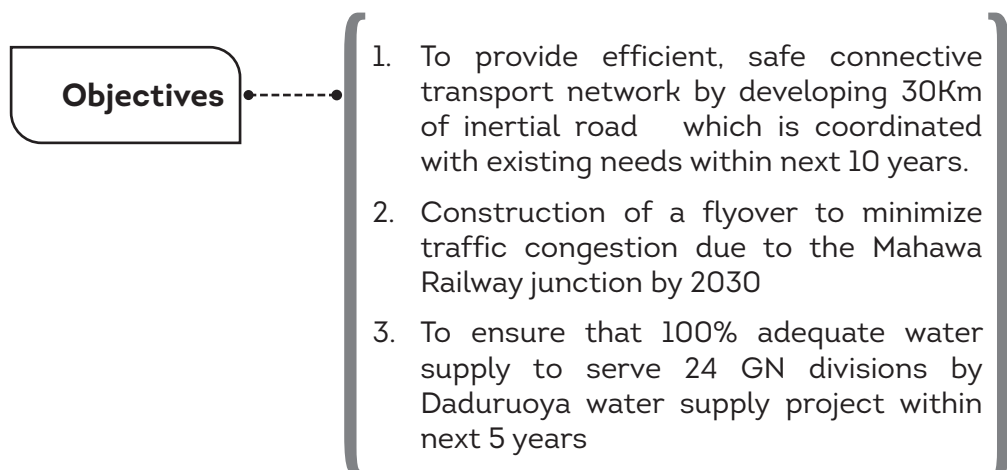 Objectives
1. To provide efficient, safe connective
transport network by developing 30Km
of inertial road which is coordinated
with existing needs within next 10 years.
2. Construction of a flyover to minimize
traffic congestion due to the Mahawa
Railway junction by 2030
3. To ensure that 100% adequate water
supply to serve 24 GN divisions by
Daduruoya water supply project within
next 5 years